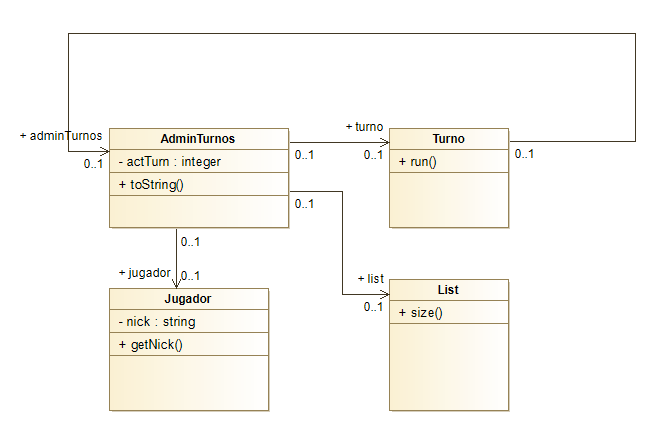 + adminTurnos
0..1
AdminTurnos
- actTurn : integer
+ toString()
0..1
+ turno
0..1
Turno
+ run()
0..1
0..1
0..1
+ jugador
0..1
Jugador
- nick : string
+ getNick()
+ list
0..1
List
+ size()